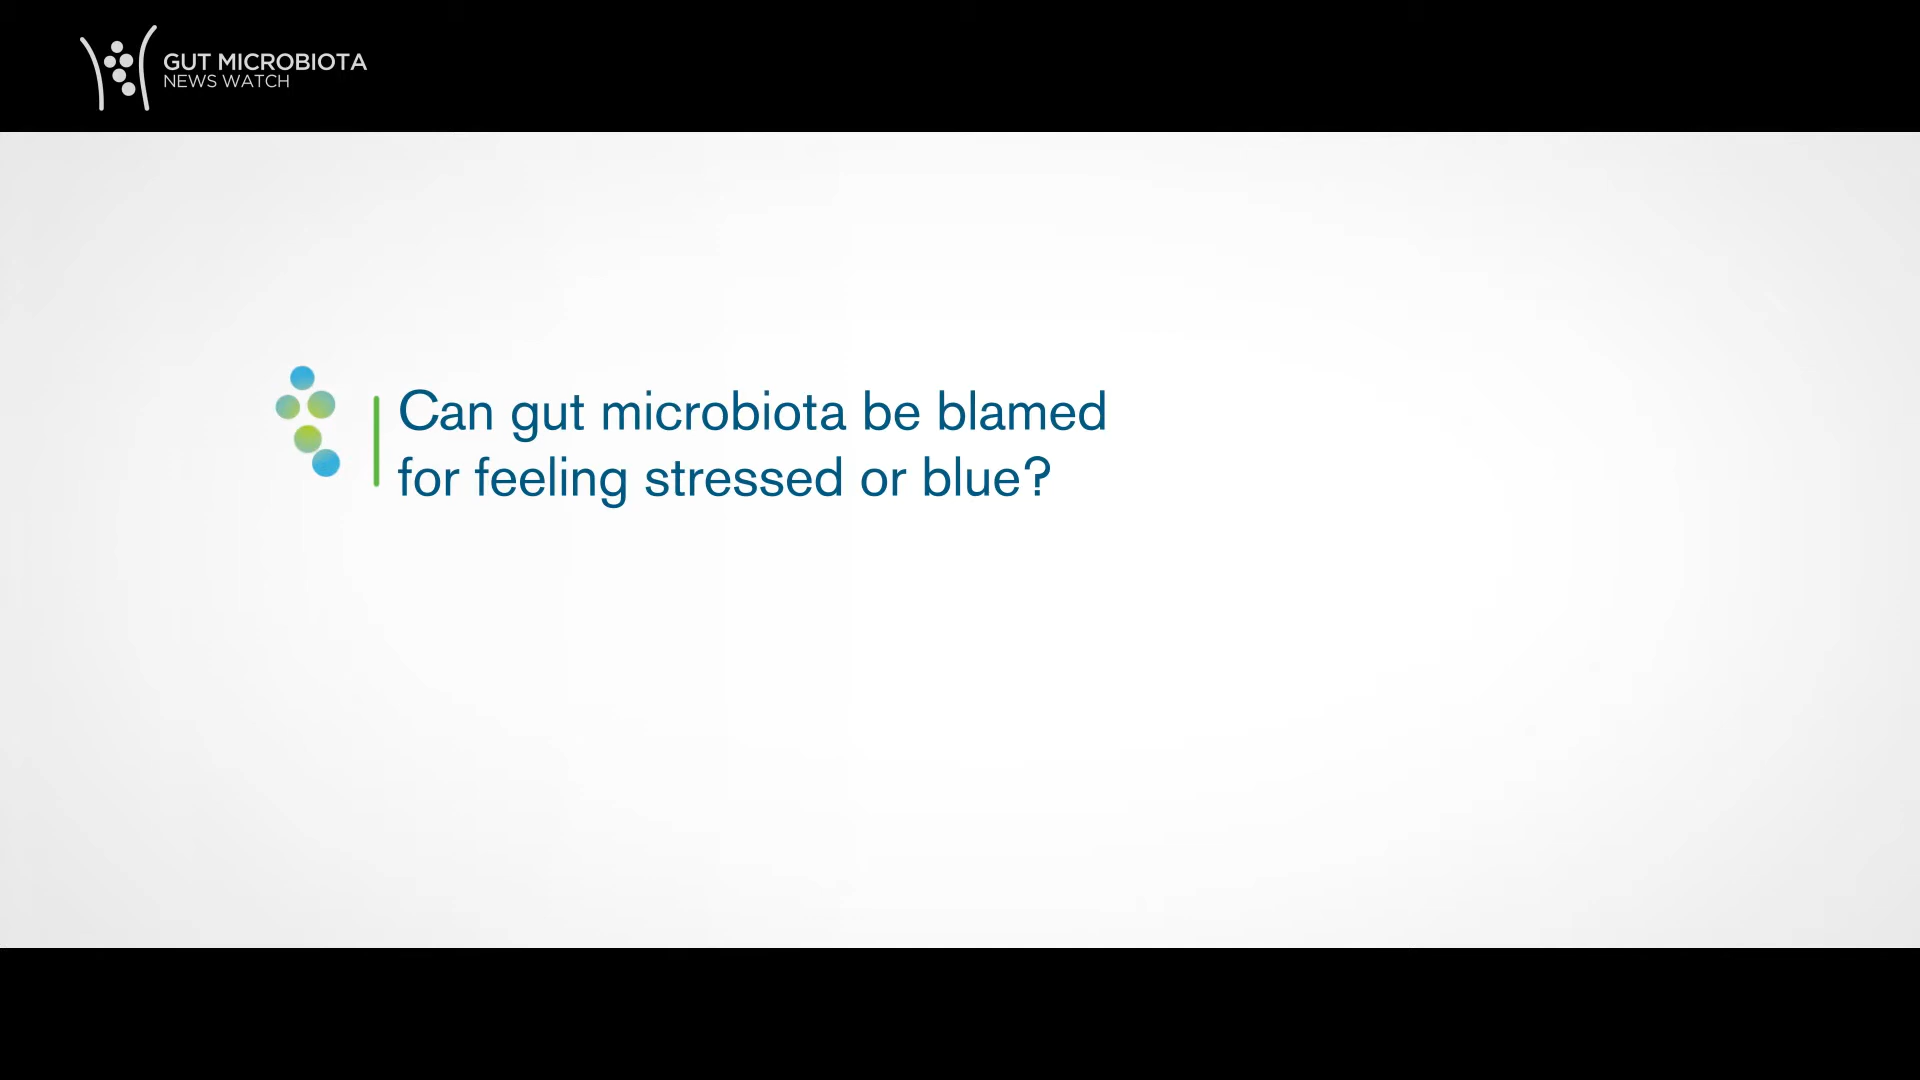 GUT MICROBIOTA
NEWS WATCH
Can gut microbiota be blamed
for feeling stressed or blue?